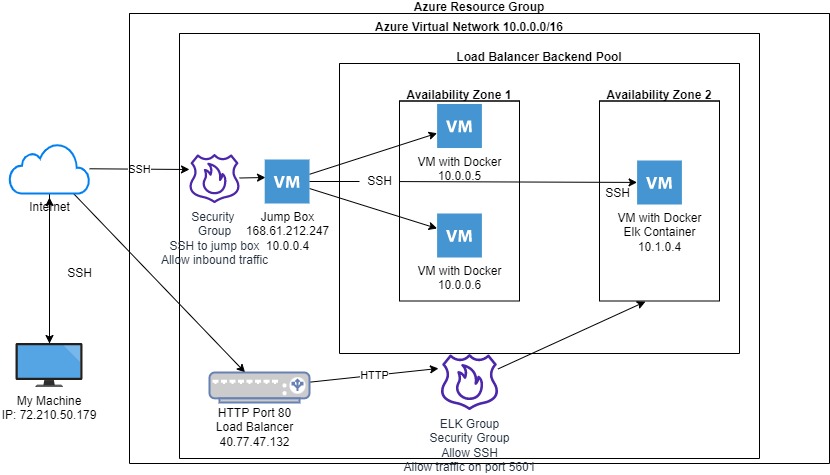 Azure Resource Group
Azure Virtual Network 10.0.0.0/16
Load Balancer Backend Pool
Availability Zone 1
Availability Zone 2
VM
VM with Docker
10.0.0.5
SSH
Internet
Security
Group
SSH to jump box
Allow inbound traffic
VM
Jump Box
168.61.212.247
10.0.0.4
SSH
VM
SSH
VM with Docker
Elk Container
10.1.0.4
VM
VM with Docker
10.0.0.6
SSH
My Machine
IP: 72.210.50.179
HTTP Port 80
Load Balancer
40.77.47.132
HTTP
ELK Group
Security Group
Allow SSH
Allow traffic on port 5601